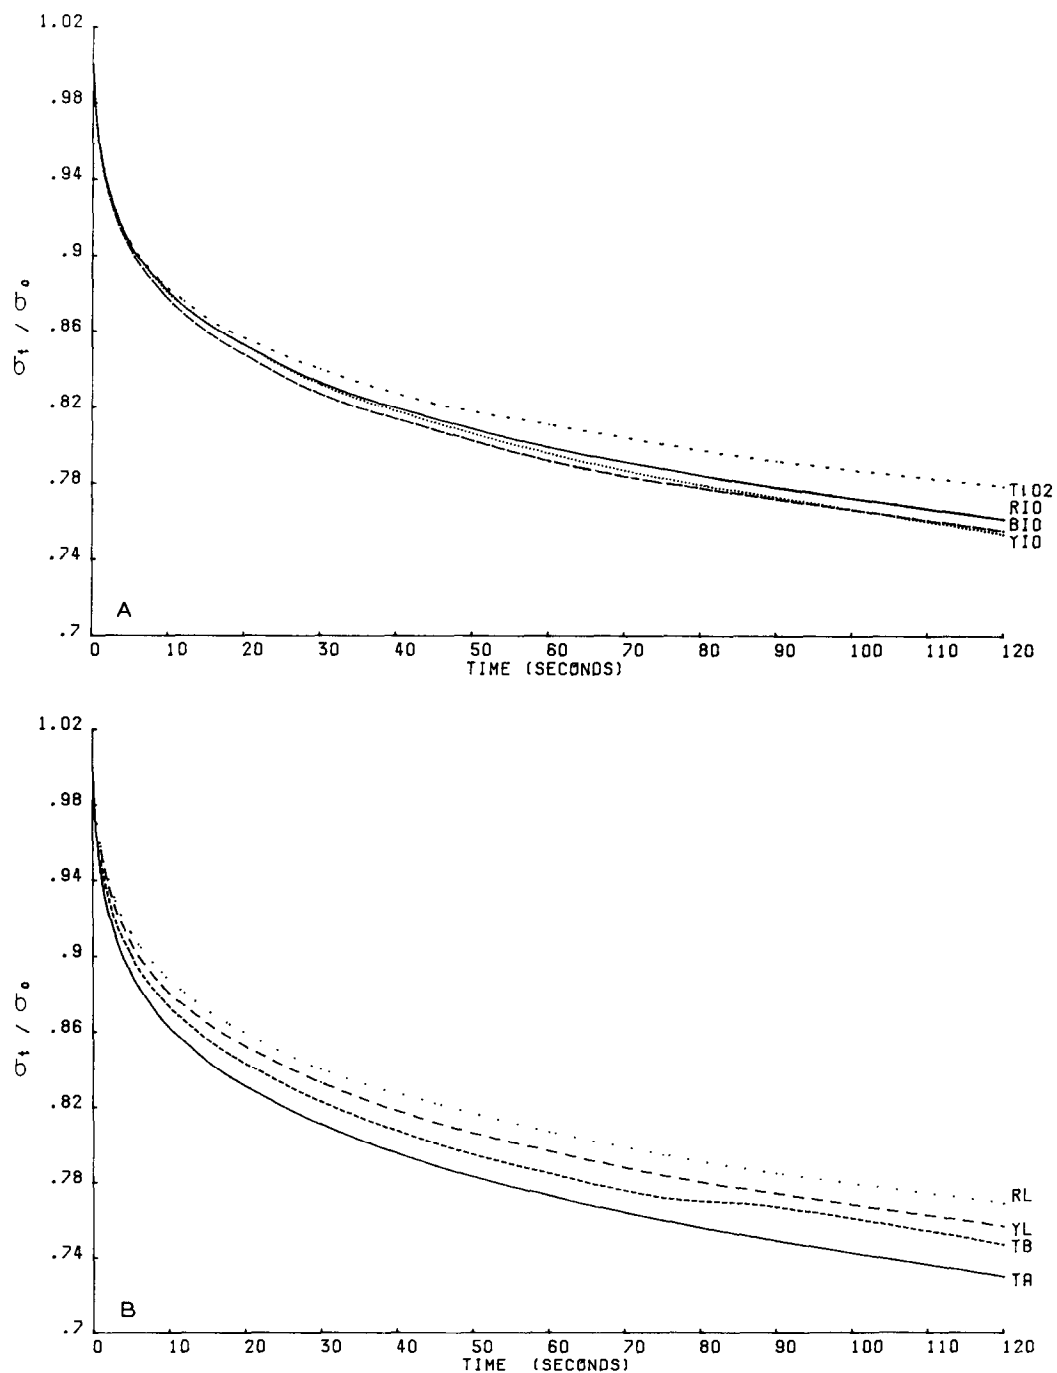 1.02
.98
.94
.9
.86
.82
.78
.74
.7
σt / σo
A
TiO2
RIO
BIO
YIO
0 10 20 30 40 50 60 70 80 90 100 110 120
TIME (SECONDS)
1.02
.98
.94
.9
.86
.82
.78
.74
.7
σt / σo
B
RL
YL
TB
TA
0 10 20 30 40 50 60 70 80 90 100 110 120
TIME (SECONDS)